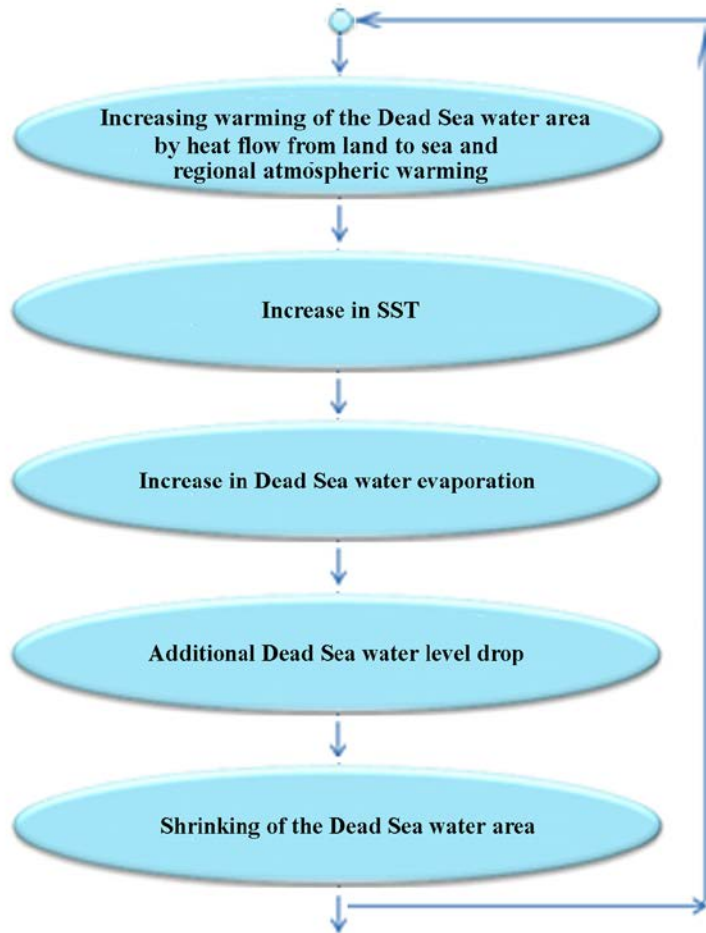 Increasing warming of the Dead Sea water area
by heat flow from land to sea and
regional atmospheric warming
Increase in SST
Increase in Dead Sea water evaporation
Additional Dead Sea water level drop
Shrinking of the Dead Sea water area